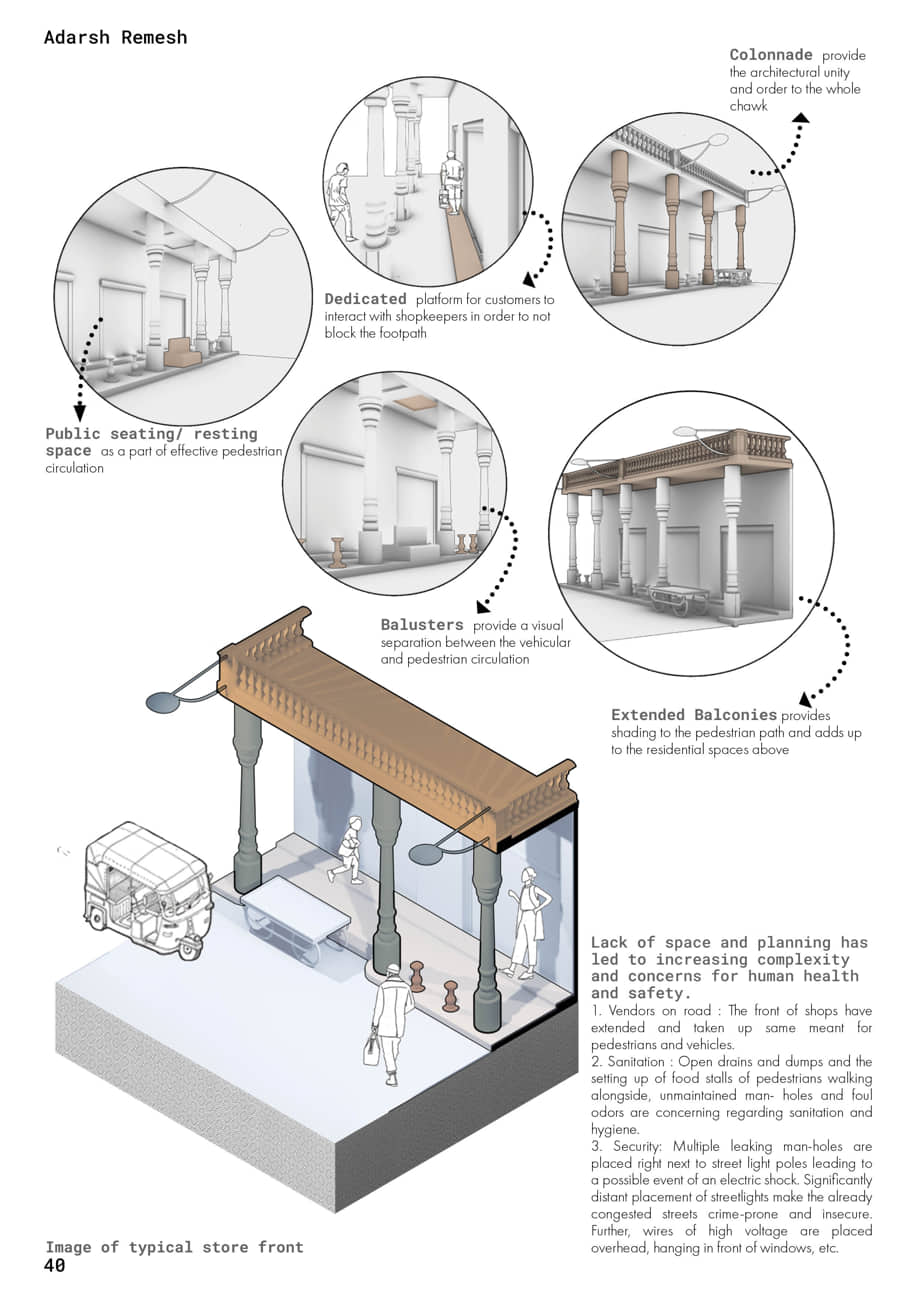 Adarsh Remesh
Colonnade provide
the architectural unity
and order to the whole
chawk
Dedicated platform for customers to
interact with shopkeepers in order to not
block the footpath
Public seating/ resting
space as a part of effective pedestrian
circulation
Balusters provide a visual
separation between the vehicular
and pedestrian circulation
Extended Balconies provides
shading to the pedestrian path and adds up
to the residential spaces above
Lack of space and planning has
led to increasing complexity
and concerns for human health
and safety.
1. Vendors on road : The front of shops have
extended and taken up same meant for
pedestrians and vehicles.
2. Sanitation : Open drains and dumps and the
setting up of food stalls of pedestrians walking
alongside, unmaintained man- holes and foul
odors are concerning regarding sanitation and
hygiene.
3. Security: Multiple leaking man-holes are
placed right next to street light poles leading to
a possible event of an electric shock. Significantly
distant placement of streetlights make the already
congested streets crime-prone and insecure.
Further, wires of high voltage are placed
overhead, hanging in front of windows, etc.
Image of typical store front
40